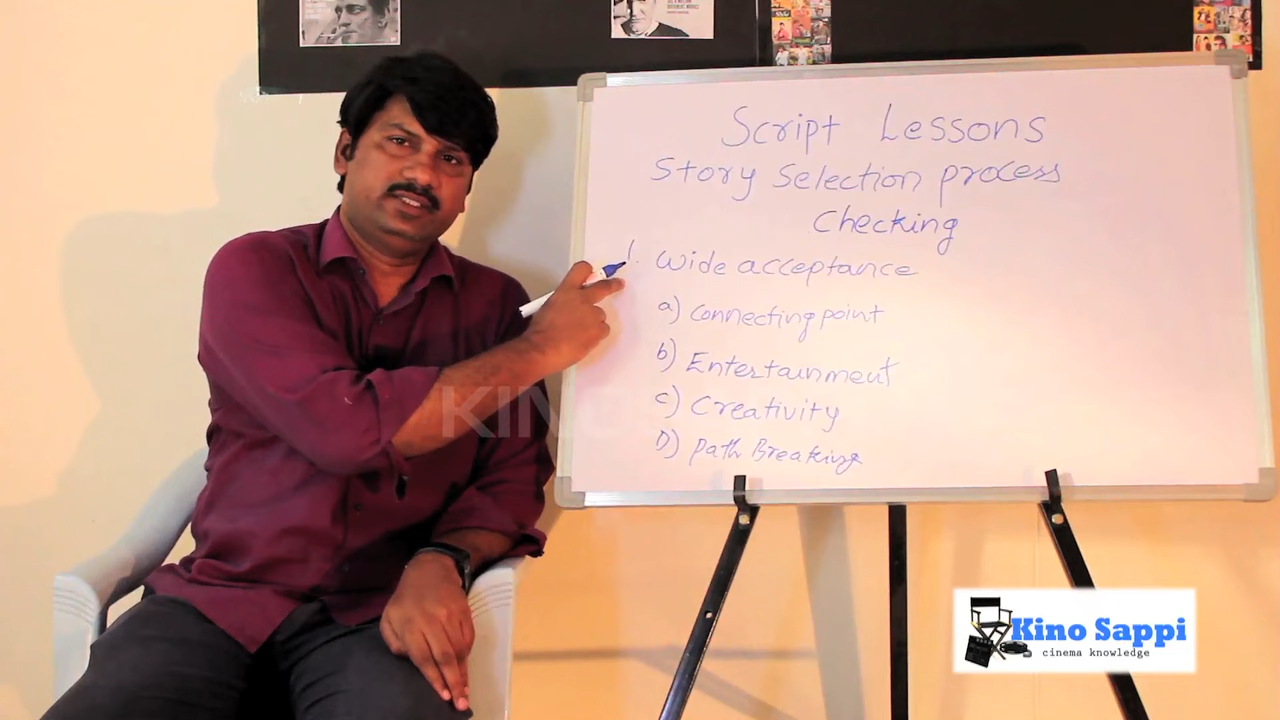 Script Lessons
Story Selection process
Checking
1. Wide acceptance
a) Connecting point
b) Entertainment
c) Creativity
D) Path Breaking
Kino Sappi
cinema knowledge